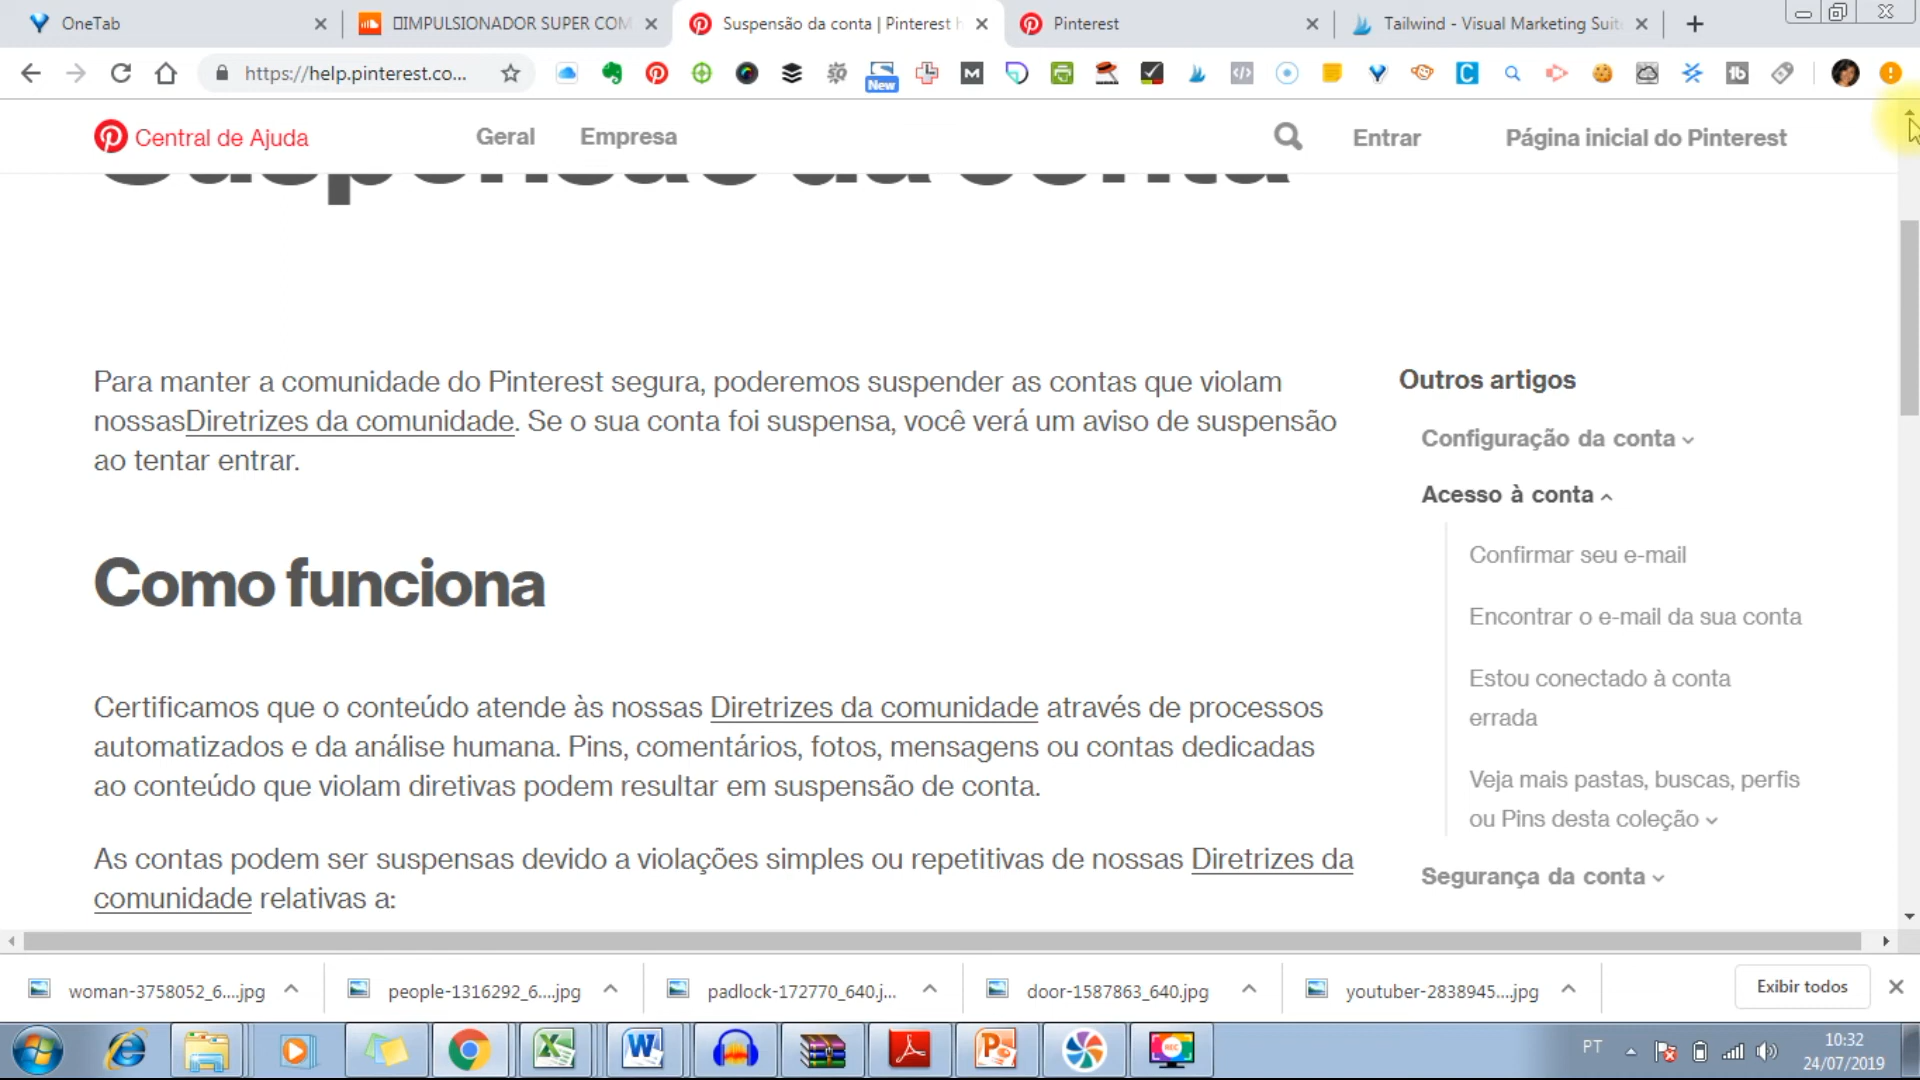 OneTab
IMPULSIONADOR SUPER COM
Suspensão da conta | Pinterest h
Pinterest
Tailwind - Visual Marketing Suit
https://help.pinterest.co...
New
Central de Ajuda
Geral
Empresa
Entrar
Página inicial do Pinterest
Suspensão da conta
Para manter a comunidade do Pinterest segura, poderemos suspender as contas que violam
nossasDiretrizes da comunidade. Se o sua conta foi suspensa, você verá um aviso de suspensão
ao tentar entrar.
Como funciona
Certificamos que o conteúdo atende às nossas Diretrizes da comunidade através de processos
automatizados e da análise humana. Pins, comentários, fotos, mensagens ou contas dedicadas
ao conteúdo que violam diretivas podem resultar em suspensão de conta.
As contas podem ser suspensas devido a violações simples ou repetitivas de nossas Diretrizes da
comunidade relativas a:
Outros artigos
Configuração da conta
Acesso à conta
Confirmar seu e-mail
Encontrar o e-mail da sua conta
Estou conectado à conta
errada
Veja mais pastas, buscas, perfis
ou Pins desta coleção
Segurança da conta
woman-3758052_6....jpg
people-1316292_6....jpg
padlock-172770_640.j...
door-1587863_640.jpg
youtuber-2838945....jpg
Exibir todos
PT
10:32
24/07/2019